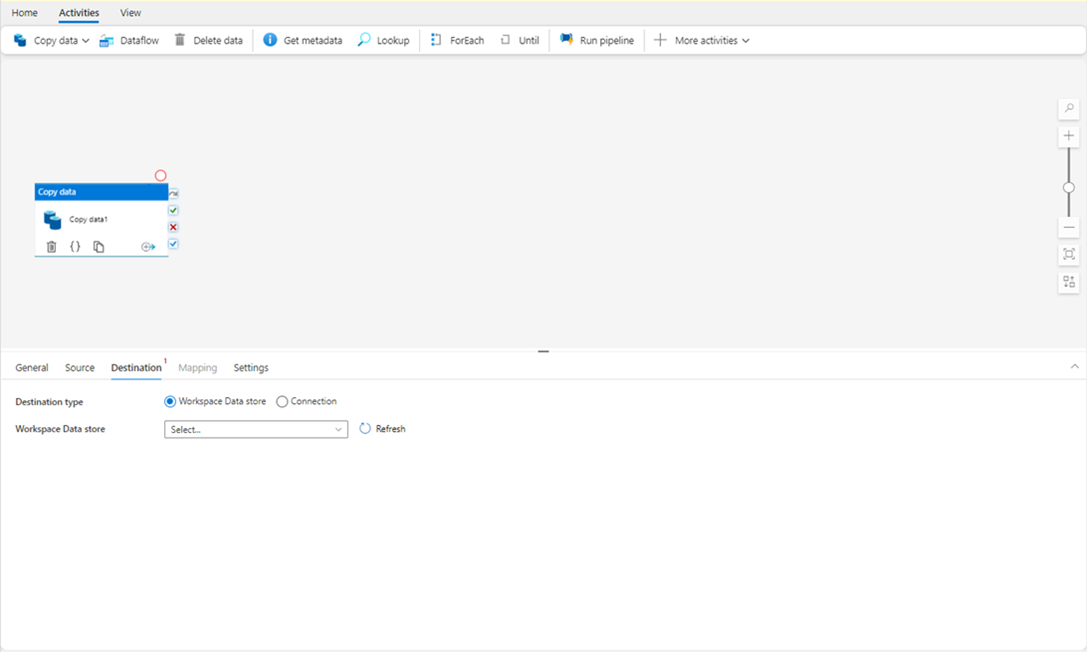 Home Activities View
Copy data Dataflow Delete data Get metadata Lookup ForEach Until Run pipeline More activities
Copy data
Copy data1
General Source Destination 1 Mapping Settings
Destination type Workspace Data store Connection
Workspace Data store Select... Refresh